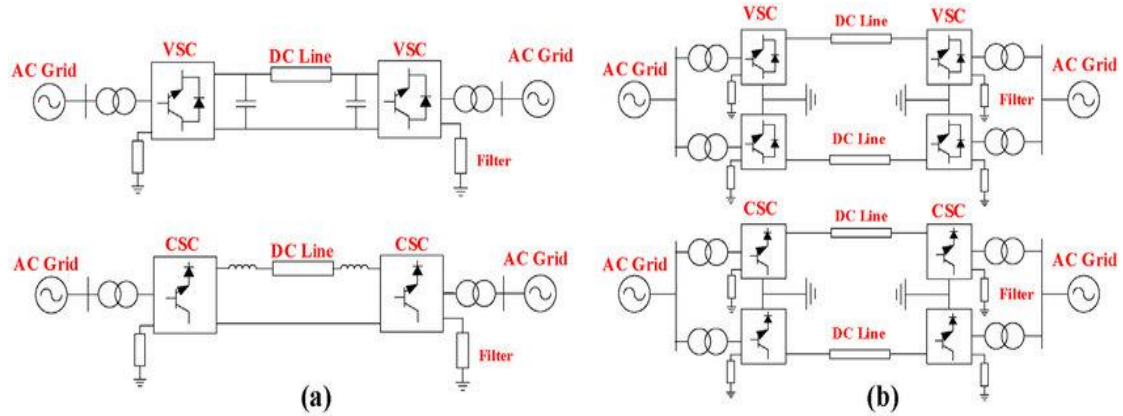 VSC
DC Line
VSC
AC Grid
AC Grid
Filter
CSC
DC Line
CSC
AC Grid
AC Grid
Filter
(a)
VSC
DC Line
VSC
AC Grid
AC Grid
Filter
DC Line
CSC
DC Line
CSC
AC Grid
AC Grid
Filter
DC Line
(b)